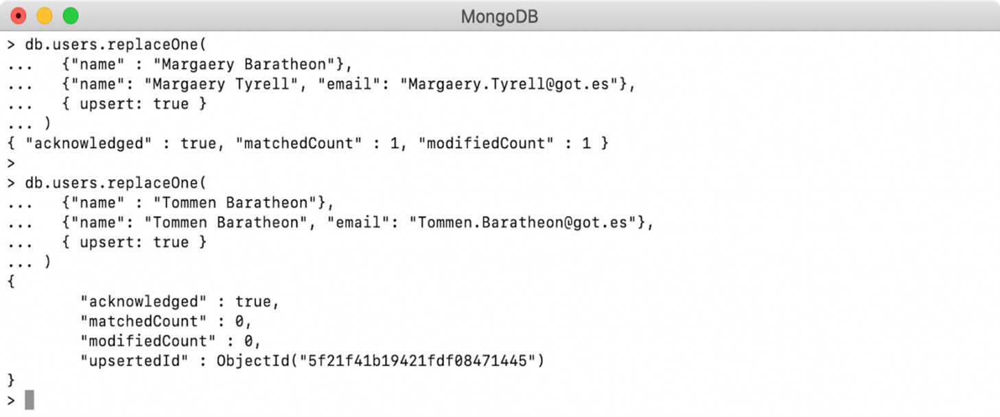 MongoDB
> db.users.replaceOne(
...   {"name" : "Margaery Baratheon"},
...   {"name": "Margaery Tyrell", "email": "Margaery.Tyrell@got.es"},
...   { upsert: true }
... )
{ "acknowledged" : true, "matchedCount" : 1, "modifiedCount" : 1 }
>
> db.users.replaceOne(
...   {"name" : "Tommen Baratheon"},
...   {"name": "Tommen Baratheon", "email": "Tommen.Baratheon@got.es"},
...   { upsert: true }
... )
{
        "acknowledged" : true,
        "matchedCount" : 0,
        "modifiedCount" : 0,
        "upsertedId" : ObjectId("5f21f41b19421fdf08471445")
}
>